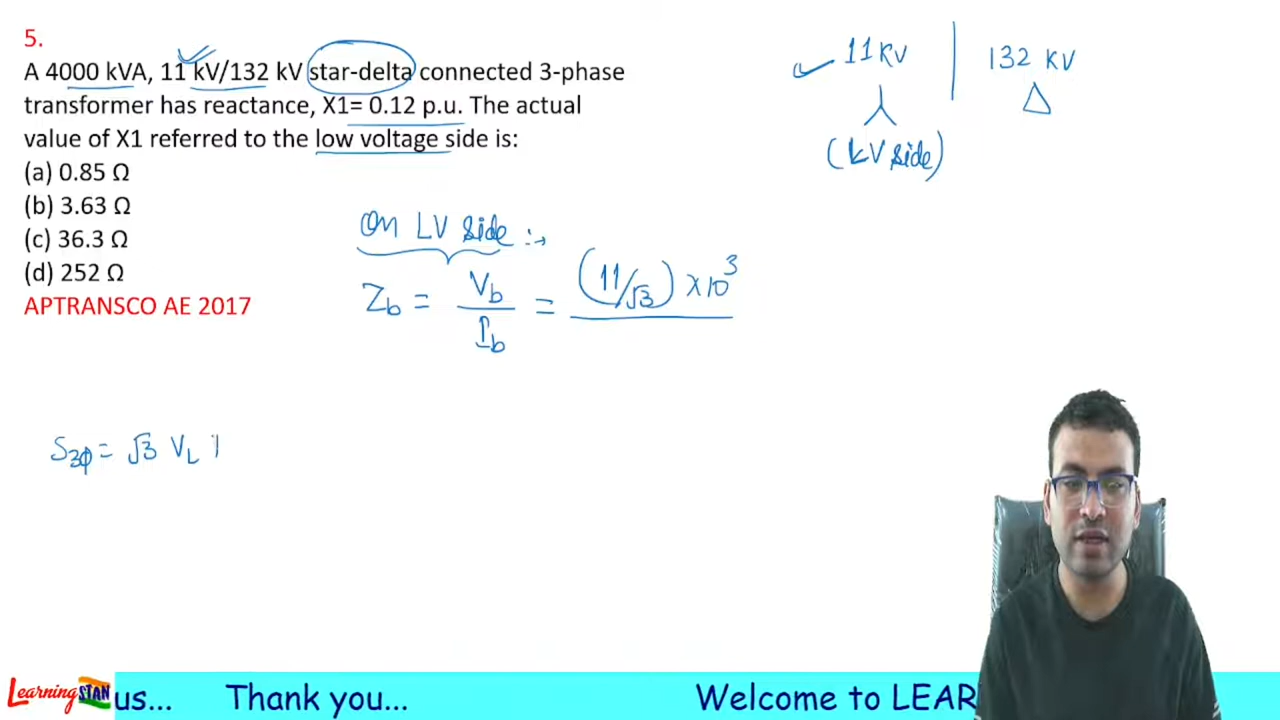 5.
A 4000 kVA, 11 kV/132 kV star-delta connected 3-phase
transformer has reactance, X1= 0.12 p.u. The actual
value of X1 referred to the low voltage side is:
(a) 0.85 Ω
(b) 3.63 Ω
(c) 36.3 Ω
(d) 252 Ω
APTRANSCO AE 2017
11 KV 132 KV
Δ
(kV side)
On LV side :→
Zb = Vb / Ib = (11/√3) ×10³
S3φ = √3 VL I
LearningSTAN
us... Thank you... Welcome to LEAR